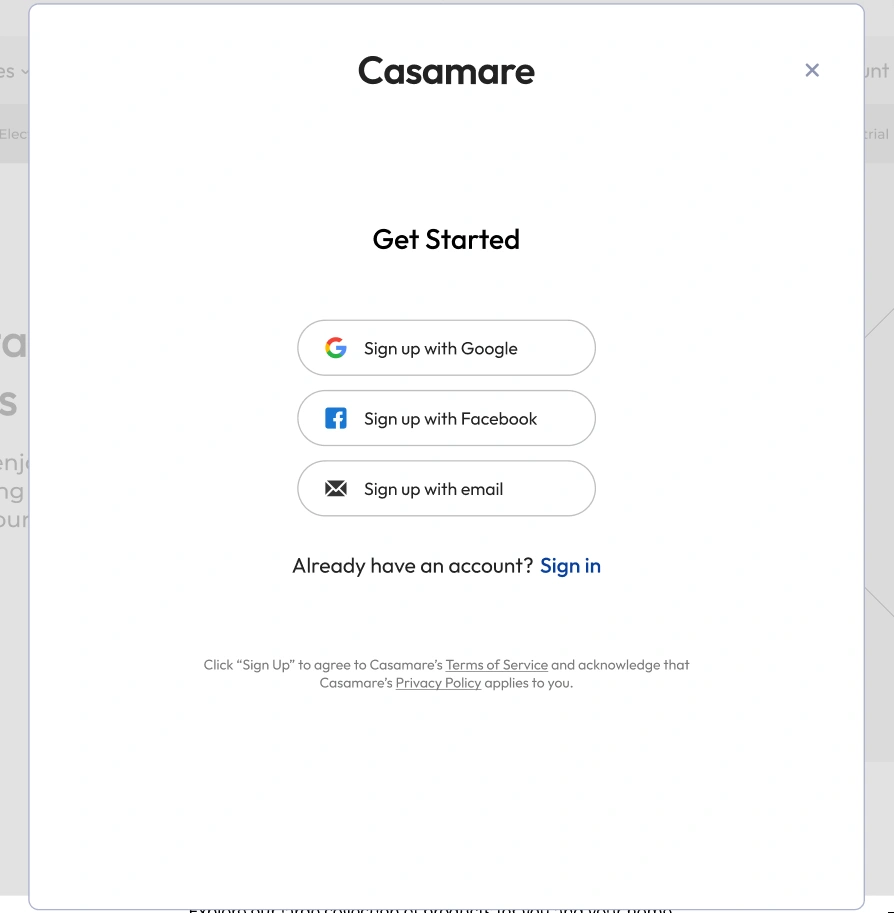 Casamare
Get Started
Sign up with Google
Sign up with Facebook
Sign up with email
Already have an account? Sign in
Click “Sign Up” to agree to Casamare’s Terms of Service and acknowledge that
Casamare’s Privacy Policy applies to you.